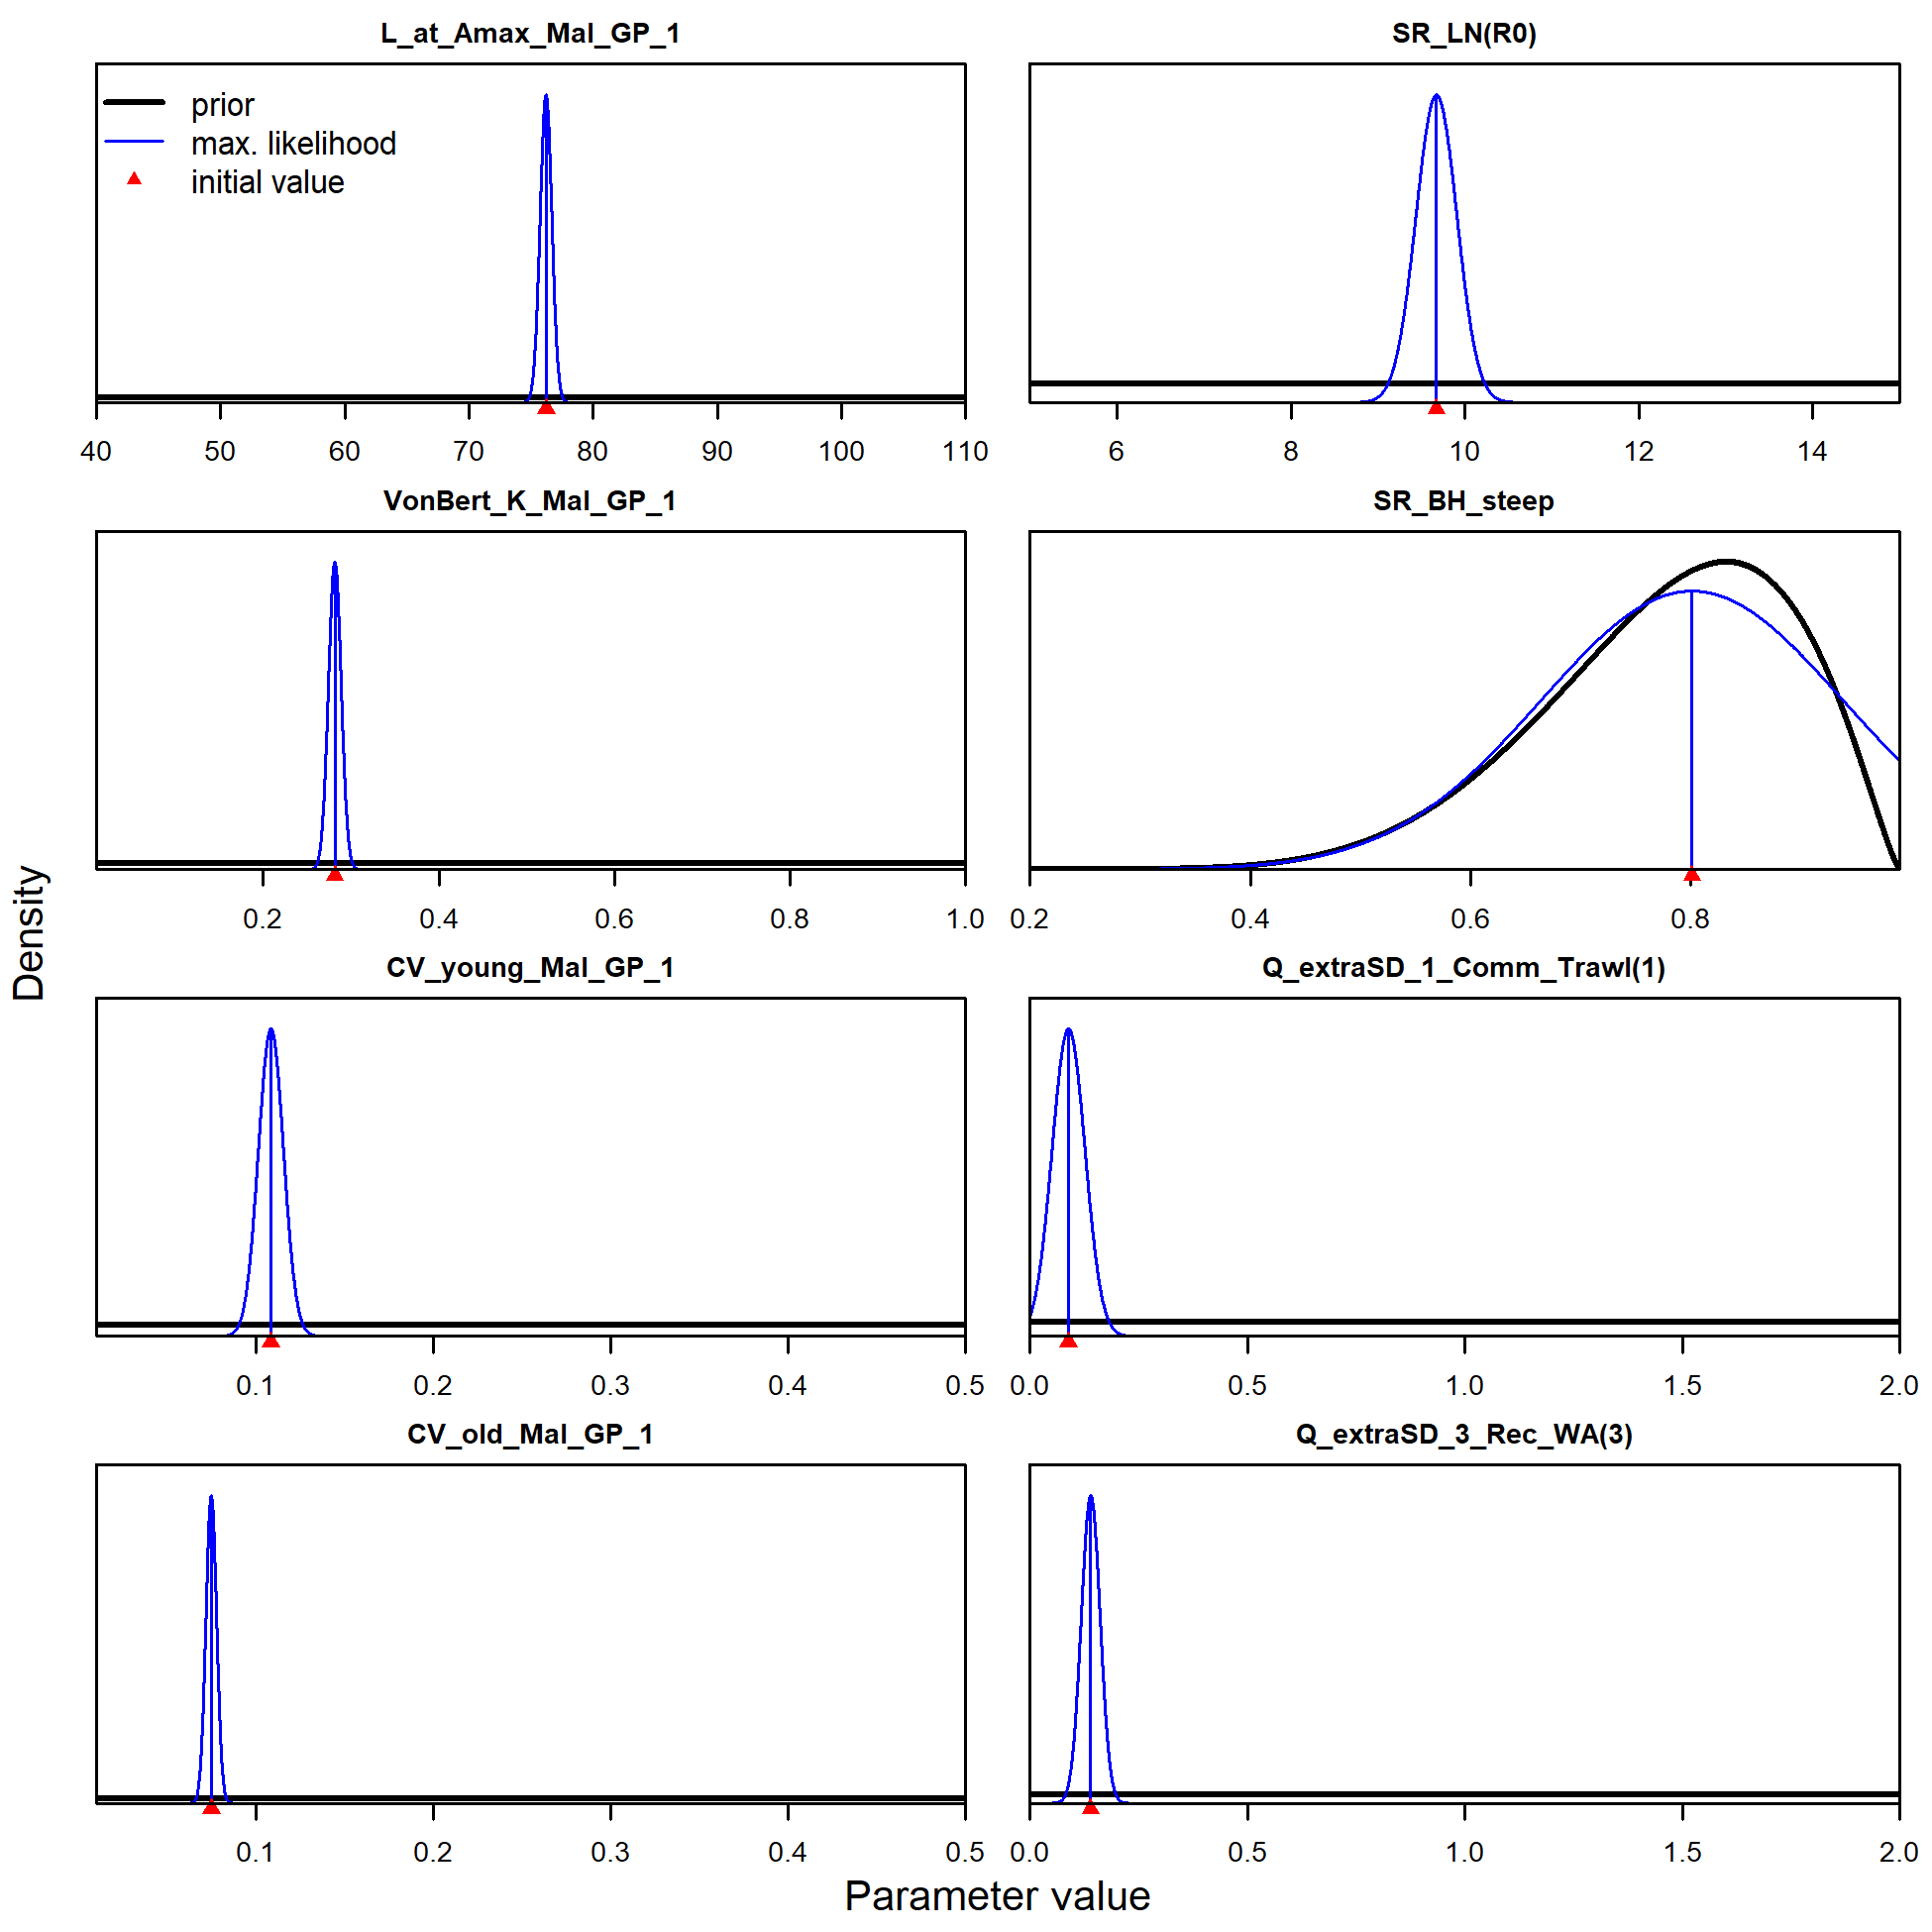 L_at_Amax_Mal_GP_1
prior
max. likelihood
initial value
40 50 60 70 80 90 100 110
SR_LN(R0)
6 8 10 12 14
VonBert_K_Mal_GP_1
0.2 0.4 0.6 0.8 1.0
SR_BH_steep
0.2 0.4 0.6 0.8
CV_young_Mal_GP_1
0.1 0.2 0.3 0.4 0.5
Q_extraSD_1_Comm_Trawl(1)
0.0 0.5 1.0 1.5 2.0
CV_old_Mal_GP_1
0.1 0.2 0.3 0.4 0.5
Q_extraSD_3_Rec_WA(3)
0.0 0.5 1.0 1.5 2.0
Density
Parameter value